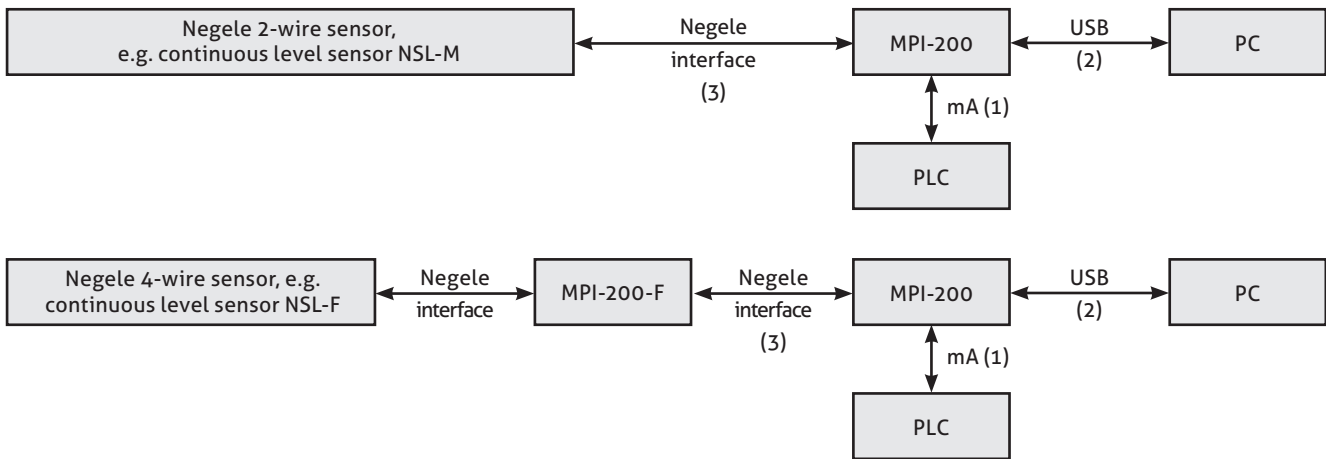 Negele 2-wire sensor,
e.g. continuous level sensor NSL-M
Negele
interface
(3)
MPI-200
USB
(2)
PC
mA (1)
PLC
Negele 4-wire sensor, e.g.
continuous level sensor NSL-F
Negele
interface
MPI-200-F
Negele
interface
(3)
MPI-200
USB
(2)
PC
mA (1)
PLC